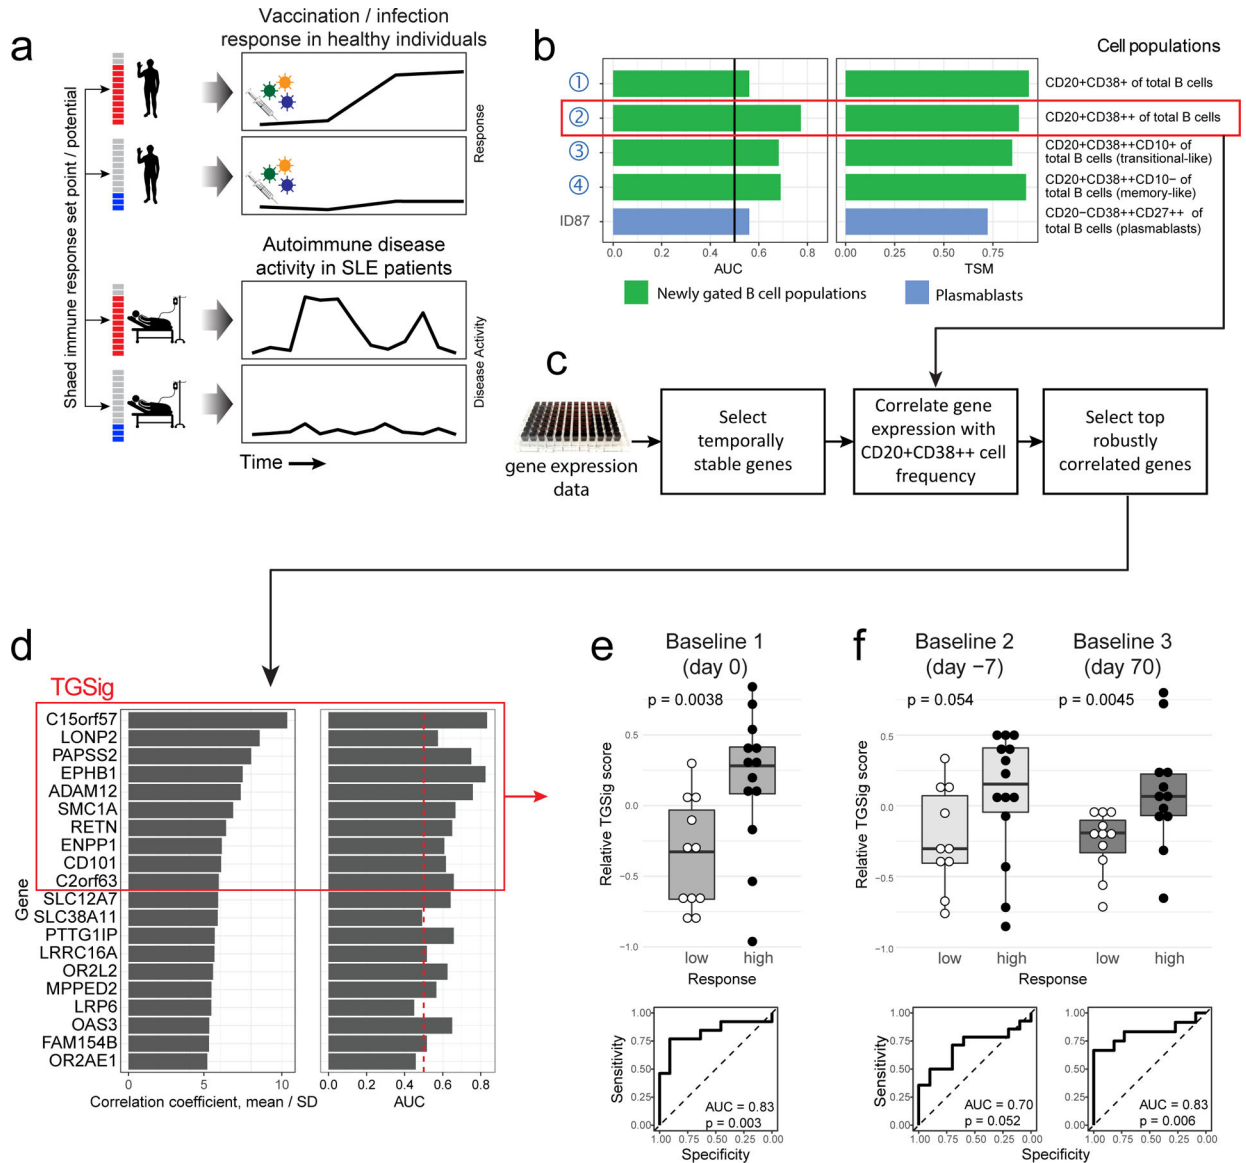 a
Vaccination / infection
response in healthy individuals
Response
Shaed immune response set point / potential
Autoimmune disease
activity in SLE patients
Disease Activity
Time
b
Cell populations
1
CD20+CD38+ of total B cells
2
CD20+CD38++ of total B cells
3
CD20+CD38++CD10+ of
total B cells (transitional-like)
4
CD20+CD38++CD10- of
total B cells (memory-like)
ID87
CD20−CD38++CD27++ of
total B cells (plasmablasts)
0.0 0.2 0.4 0.6 0.8
0.00 0.25 0.50 0.75
AUC
TSM
Newly gated B cell populations
Plasmablasts
c
gene expression
data
Select
temporally
stable genes
Correlate gene
expression with
CD20+CD38++ cell
frequency
Select top
robustly
correlated genes
d
TGSig
Gene
C15orf57
LONP2
PAPSS2
EPHB1
ADAM12
SMC1A
RETN
ENPP1
CD101
C2orf63
SLC12A7
SLC38A11
PTTG1IP
LRRC16A
OR2L2
MPPED2
LRP6
OAS3
FAM154B
OR2AE1
0 5 10
0.0 0.2 0.4 0.6 0.8
Correlation coefficient, mean / SD
AUC
e
Baseline 1
(day 0)
p = 0.0038
Relative TGSig score
0.5
0.0
−0.5
−1.0
low high
Response
Sensitivity
1.00
0.75
0.50
0.25
0.00
AUC = 0.83
p = 0.003
1.00 0.75 0.50 0.25 0.00
Specificity
f
Baseline 2
(day −7)
Baseline 3
(day 70)
p = 0.054
p = 0.0045
Relative TGSig score
0.5
0.0
−0.5
−1.0
low high low high
Response
Sensitivity
1.00
0.75
0.50
0.25
0.00
AUC = 0.70
p = 0.052
1.00 0.75 0.50 0.25 0.00
1.00
0.75
0.50
0.25
0.00
AUC = 0.83
p = 0.006
1.00 0.75 0.50 0.25 0.00
Specificity